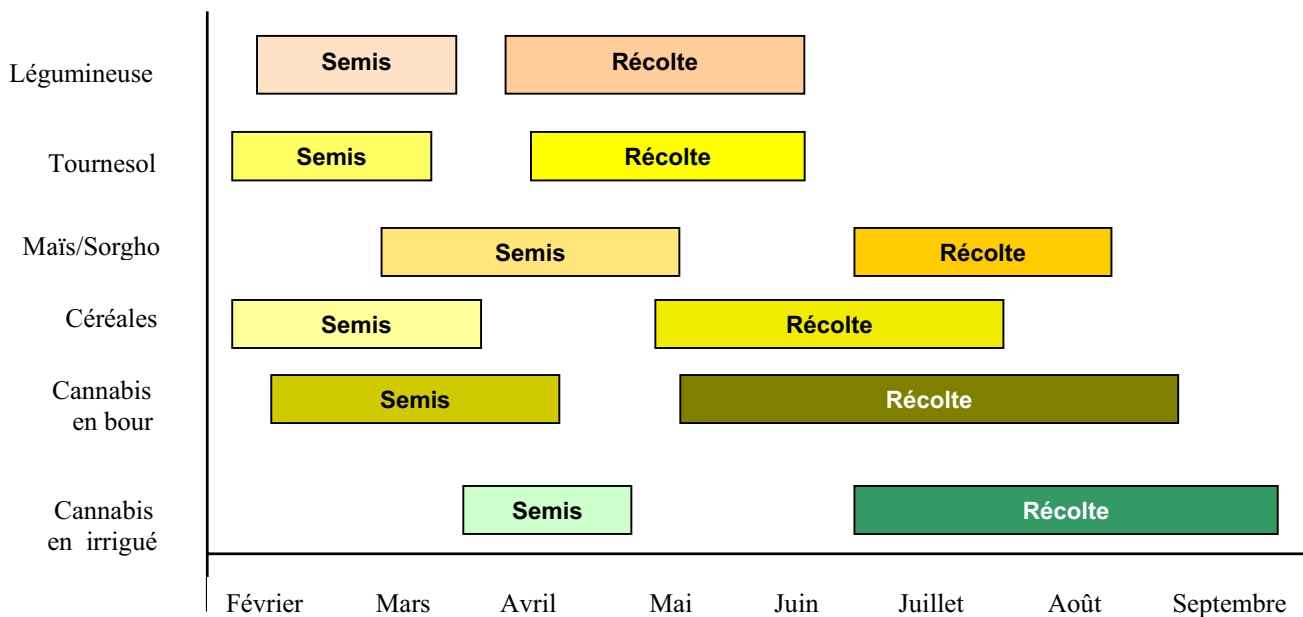 Légumineuse
Semis
Récolte
Tournesol
Semis
Récolte
Maïs/Sorgho
Semis
Récolte
Céréales
Semis
Récolte
Cannabis
en bour
Semis
Récolte
Cannabis
en irrigué
Semis
Récolte
Février Mars Avril Mai Juin Juillet Août Septembre